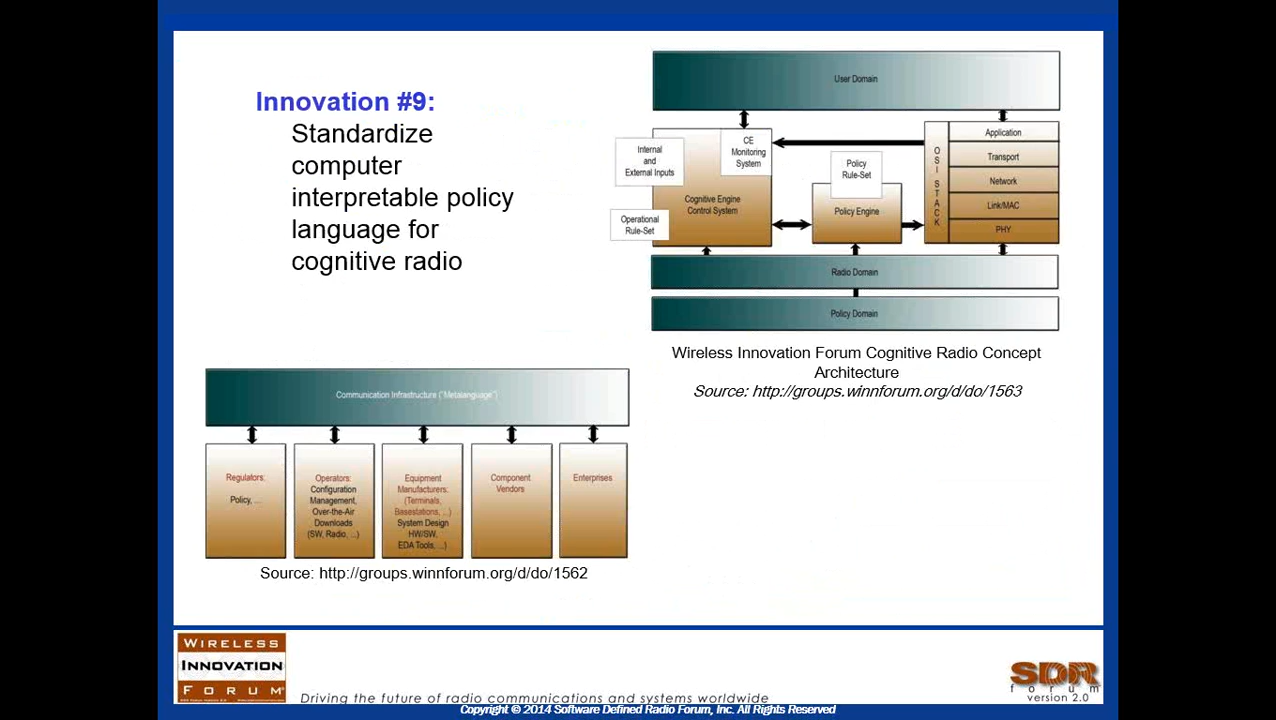 Innovation #9:
Standardize
computer
interpretable policy
language for
cognitive radio
User Domain
Internal
and
External Inputs
Operational
Rule-Set
CE
Monitoring
System
Cognitive Engine
Control System
Policy
Rule-Set
Policy Engine
OSI STACK
Application
Transport
Network
Link/MAC
PHY
Radio Domain
Policy Domain
Wireless Innovation Forum Cognitive Radio Concept
Architecture
Source: http://groups.winnforum.org/d/do/1563
Communication Infrastructure ("Metalanguage")
Regulators:
Policy, ...
Operators:
Configuration
Management,
Over-the-Air
Downloads
(SW, Radio, ...)
Equipment
Manufacturers:
(Terminals,
Basestations, ...)
System Design
HW/SW,
EDA Tools, ...)
Component
Vendors
Enterprises
Source: http://groups.winnforum.org/d/do/1562
WIRELESS
INNOVATION
FORUM
Driving the future of radio communications and systems worldwide
SDR
forum
version 2.0
Copyright © 2014 Software Defined Radio Forum, Inc. All Rights Reserved